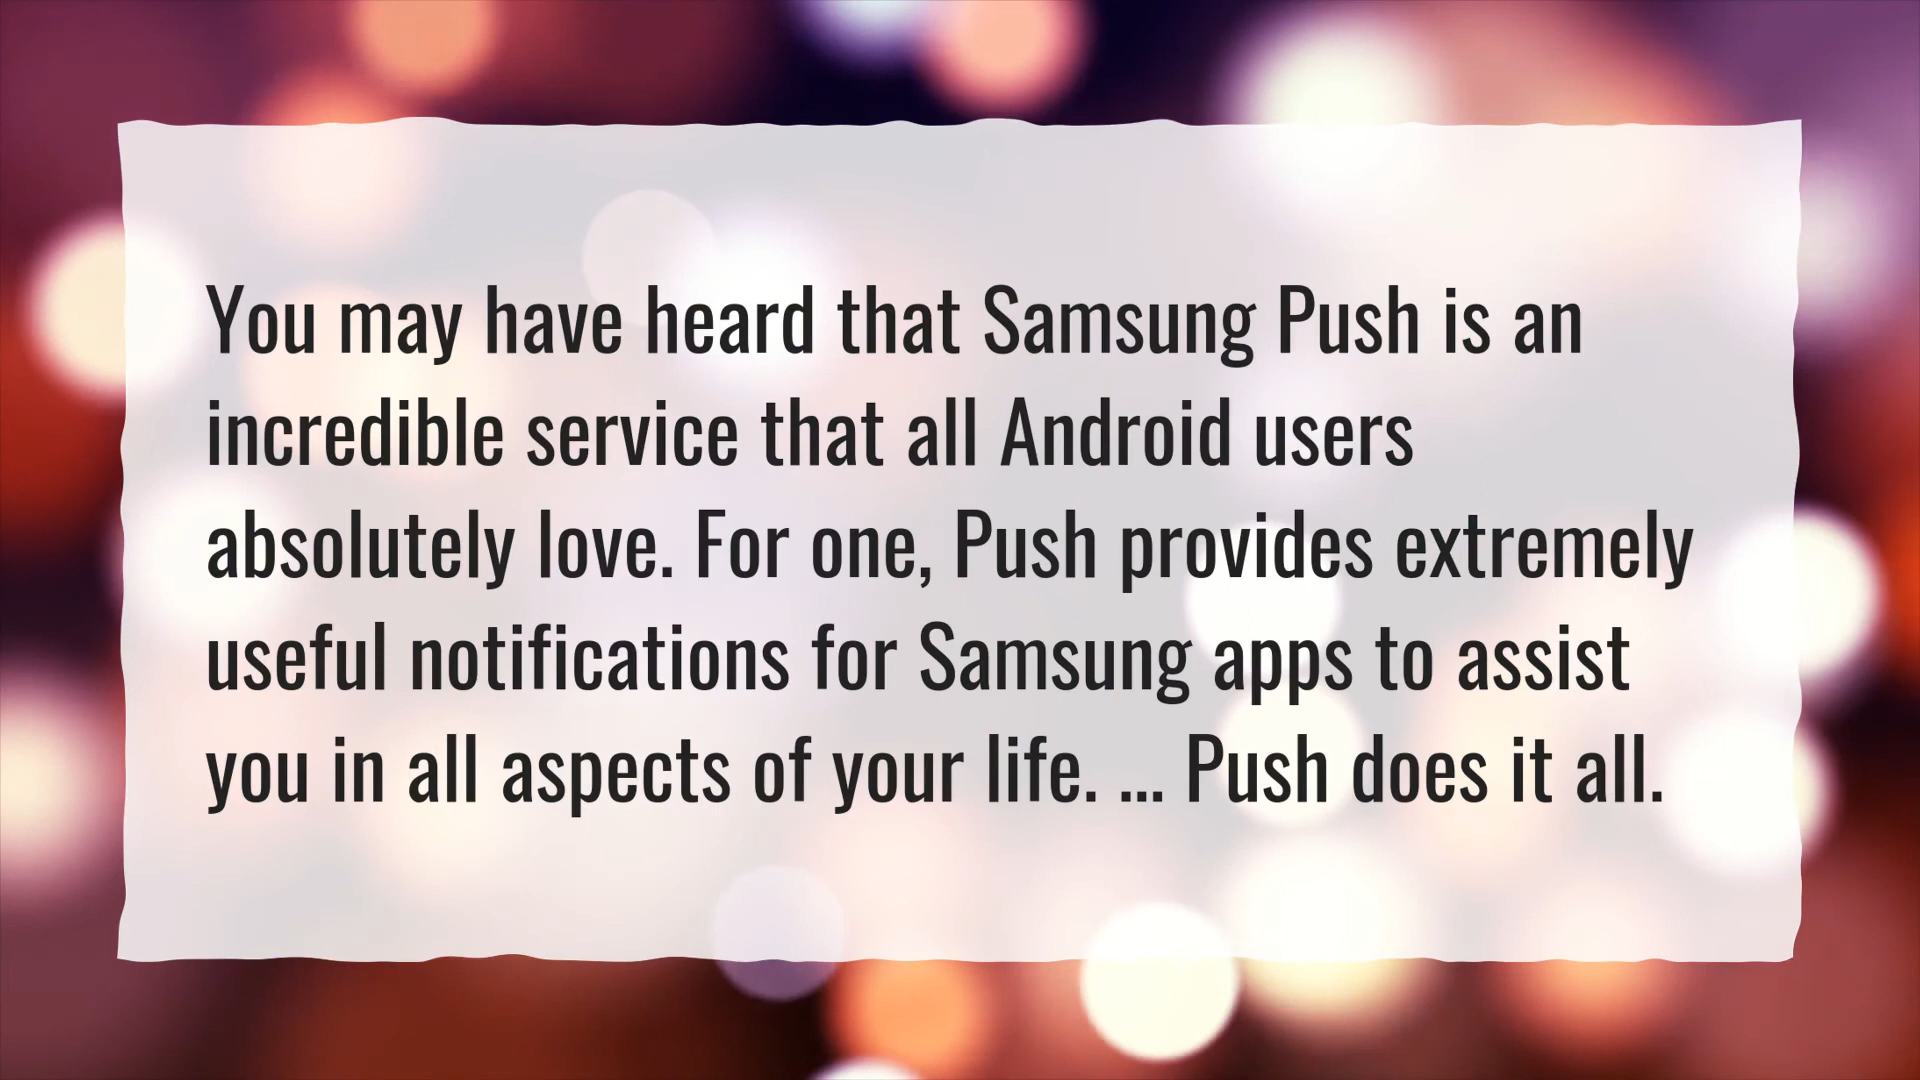 You may have heard that Samsung Push is an
incredible service that all Android users
absolutely love. For one, Push provides extremely
useful notifications for Samsung apps to assist
you in all aspects of your life. ... Push does it all.